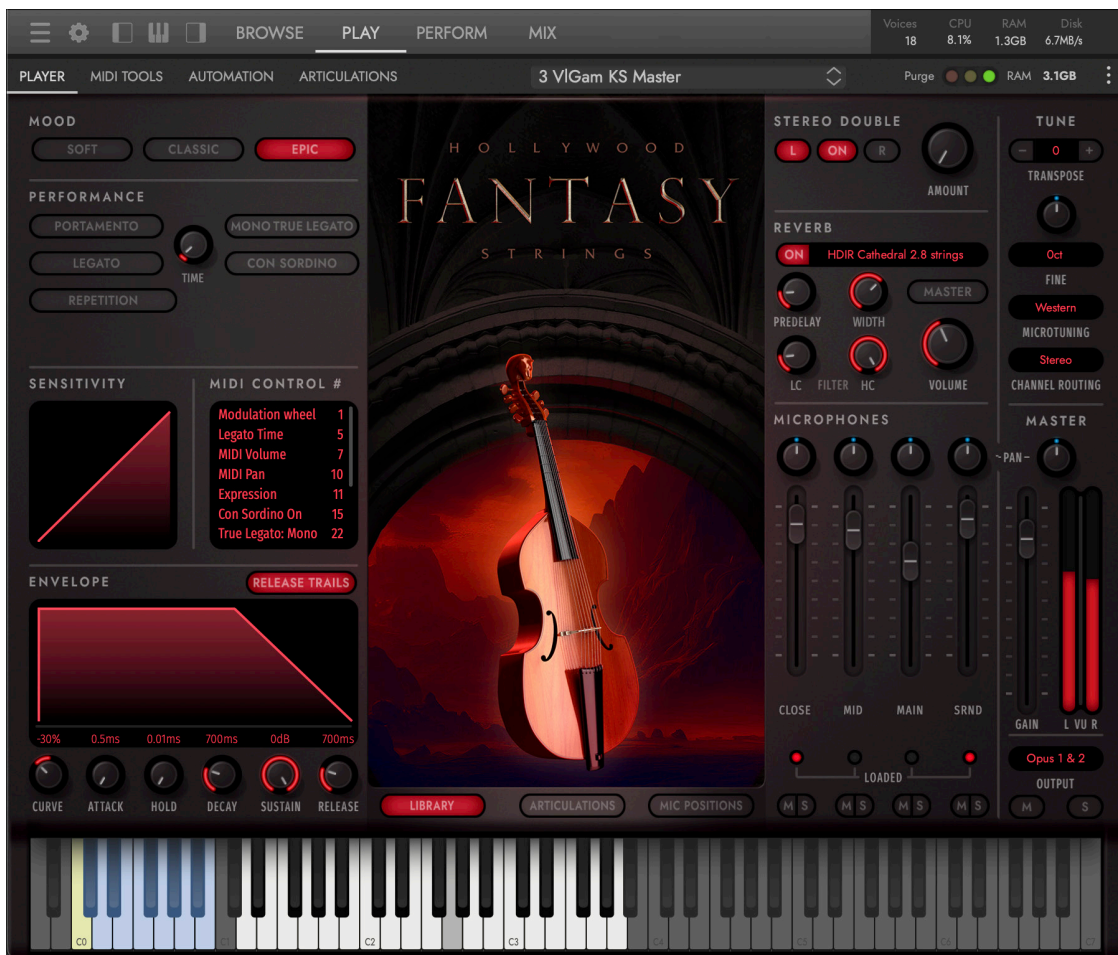 Voices CPU RAM Disk
BROWSE PLAY PERFORM MIX
18 8.1% 1.3GB 6.7MB/s
PLAYER MIDI TOOLS AUTOMATION ARTICULATIONS 3 VlGam KS Master Purge RAM 3.1GB
MOOD
SOFT CLASSIC EPIC
PERFORMANCE
PORTAMENTO MONO TRUE LEGATO
LEGATO CON SORDINO
TIME
REPETITION
SENSITIVITY
MIDI CONTROL #
Modulation wheel 1
Legato Time 5
MIDI Volume 7
MIDI Pan 10
Expression 11
Con Sordino On 15
True Legato: Mono 22
ENVELOPE RELEASE TRAILS
-30% 0.5ms 0.01ms 700ms 0dB 700ms
CURVE ATTACK HOLD DECAY SUSTAIN RELEASE
HOLLYWOOD
FANTASY
STRINGS
LIBRARY ARTICULATIONS MIC POSITIONS
STEREO DOUBLE
L ON R
AMOUNT
REVERB
ON HDIR Cathedral 2.8 strings
MASTER
PREDELAY WIDTH
LC FILTER HC VOLUME
MICROPHONES
~PAN-
CLOSE MID MAIN SRND
LOADED
M S M S M S M S
TUNE
- 0 +
TRANSPOSE
0ct
FINE
Western
MICROTUNING
Stereo
CHANNEL ROUTING
MASTER
GAIN L VU R
Opus 1 & 2
OUTPUT
M S
C0 C1 C2 C3 C4 C5 C6 C7